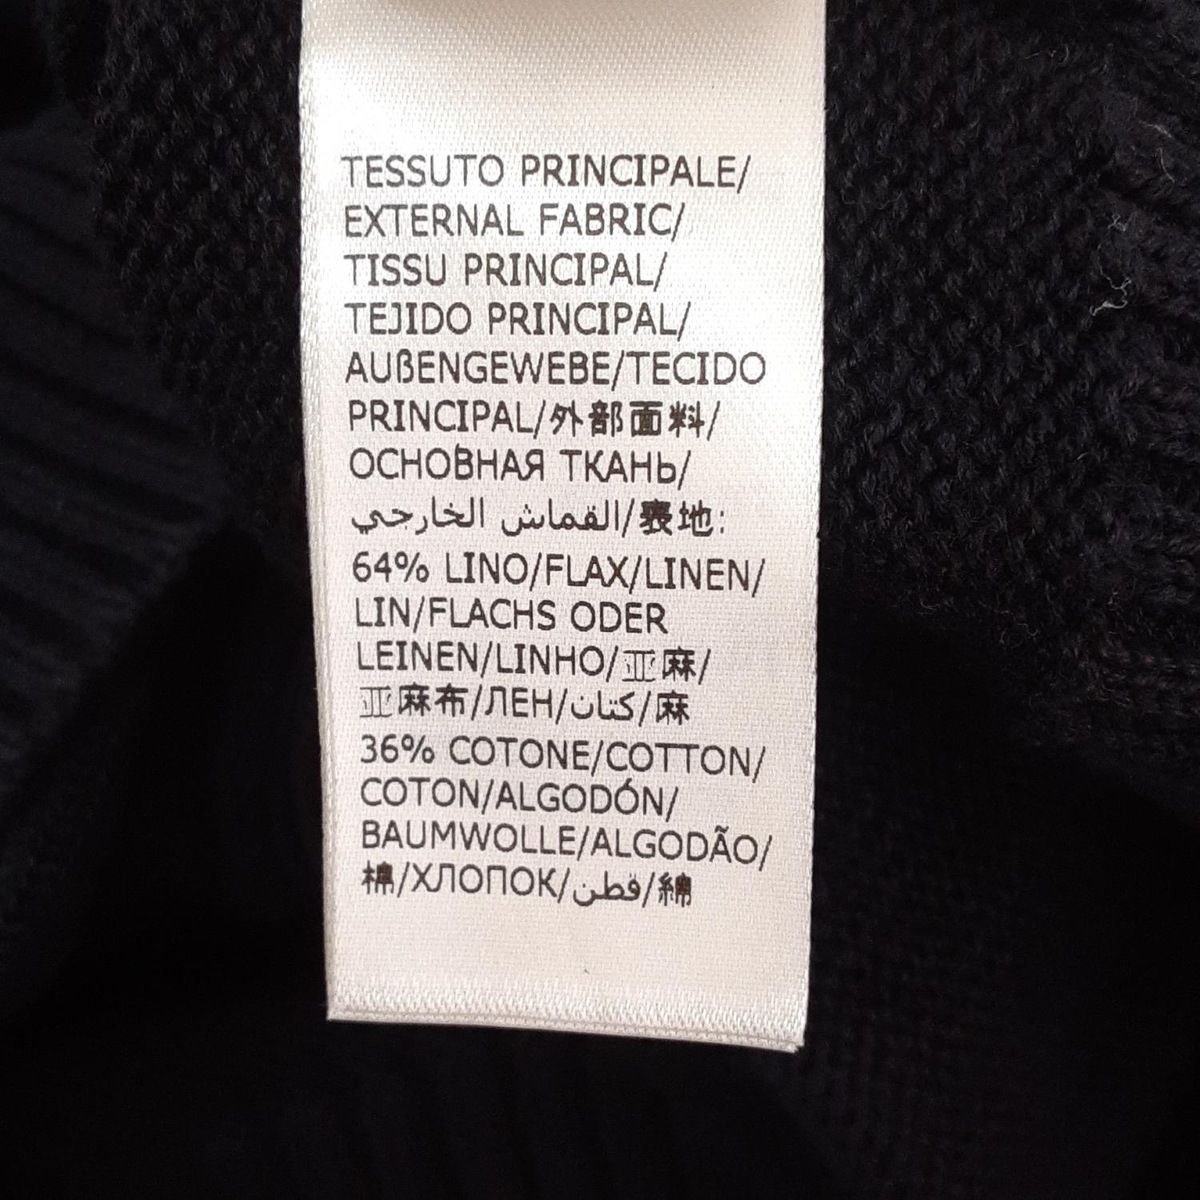 TESSUTO PRINCIPALE/
EXTERNAL FABRIC/
TISSU PRINCIPAL/
TEJIDO PRINCIPAL/
AUßENGEWEBE/TECIDO
PRINCIPAL/外部面料/
ОСНОВНАЯ ТКАНЬ/
القماش الخارجي/表地:
64% LINO/FLAX/LINEN/
LIN/FLACHS ODER
LEINEN/LINHO/亚麻/
亚麻布/ЛЕН/كتان/麻
36% COTONE/COTTON/
COTON/ALGODÓN/
BAUMWOLLE/ALGODÃO/
棉/ХЛОПОК/قطن/綿